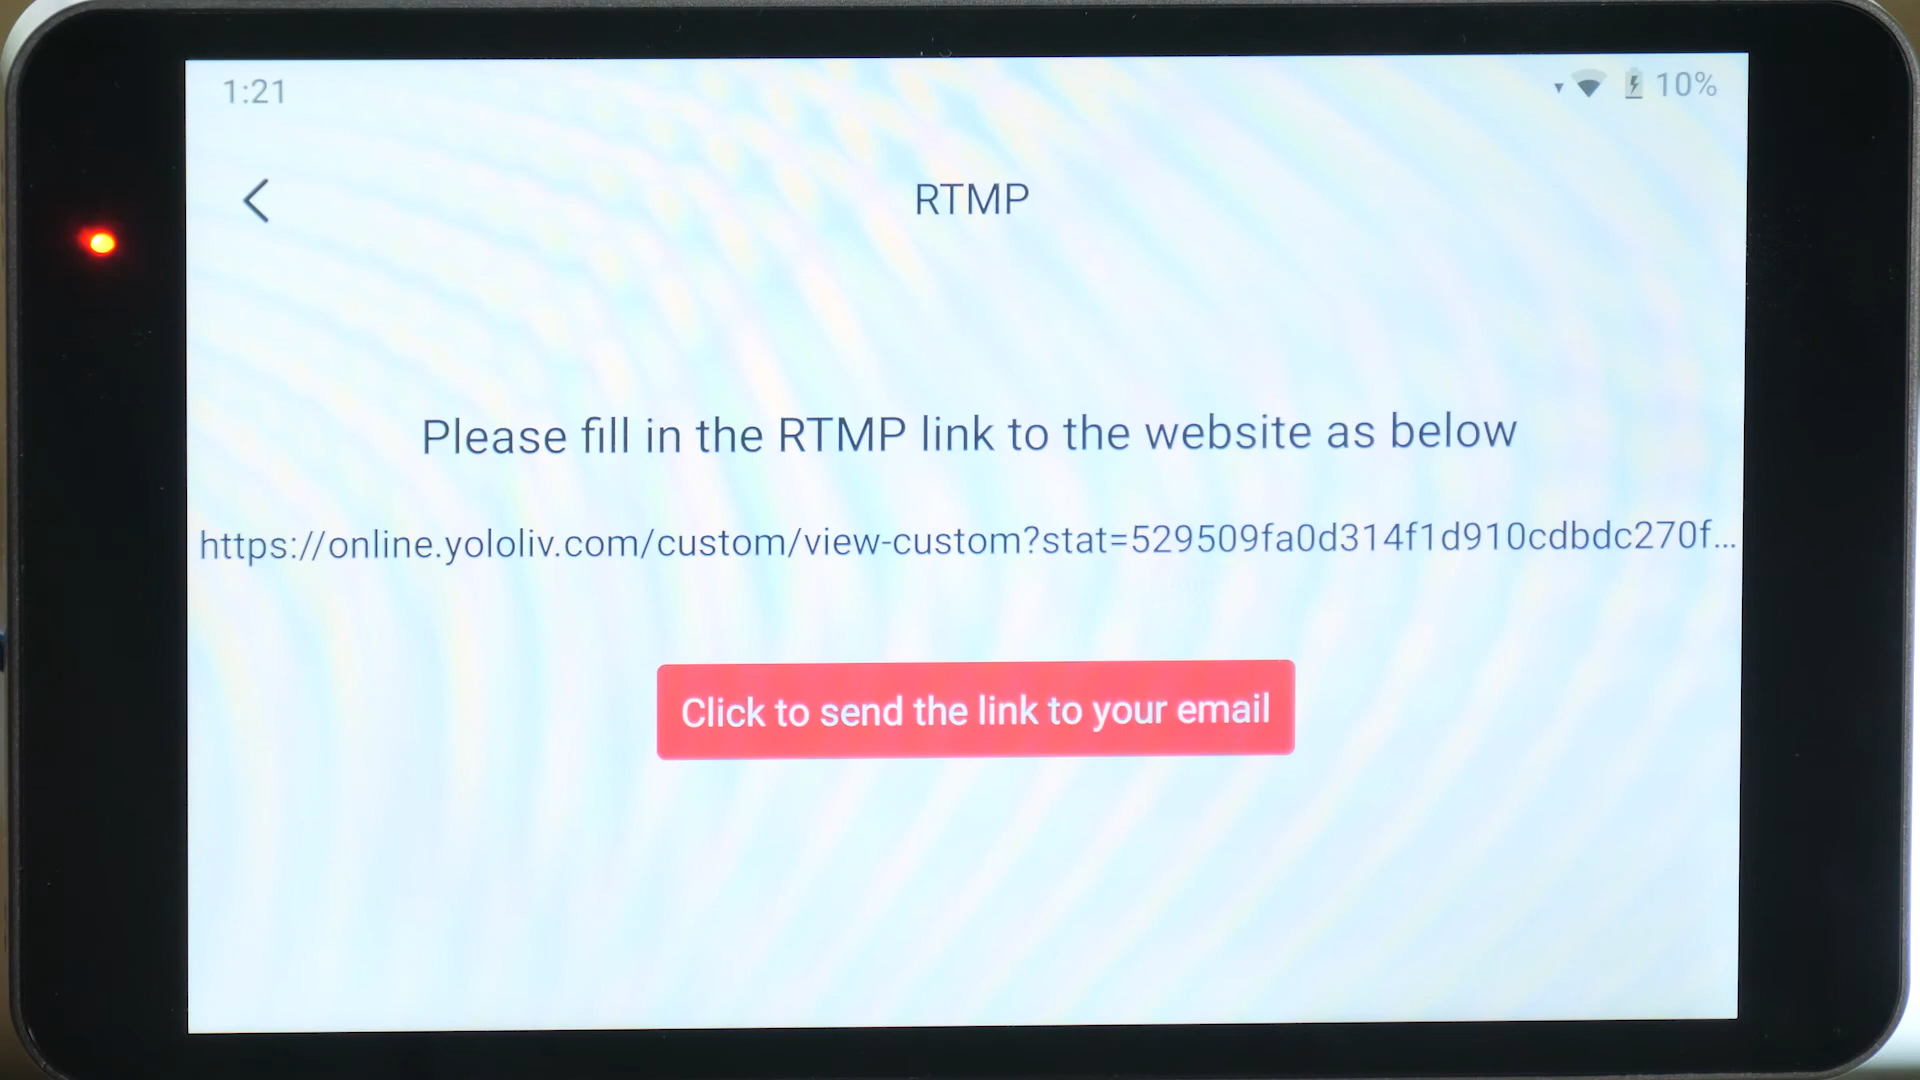 1:21
10%
RTMP
Please fill in the RTMP link to the website as below
https://online.yololiv.com/custom/view-custom?stat=529509fa0d314f1d910cdbdc270f...
Click to send the link to your email